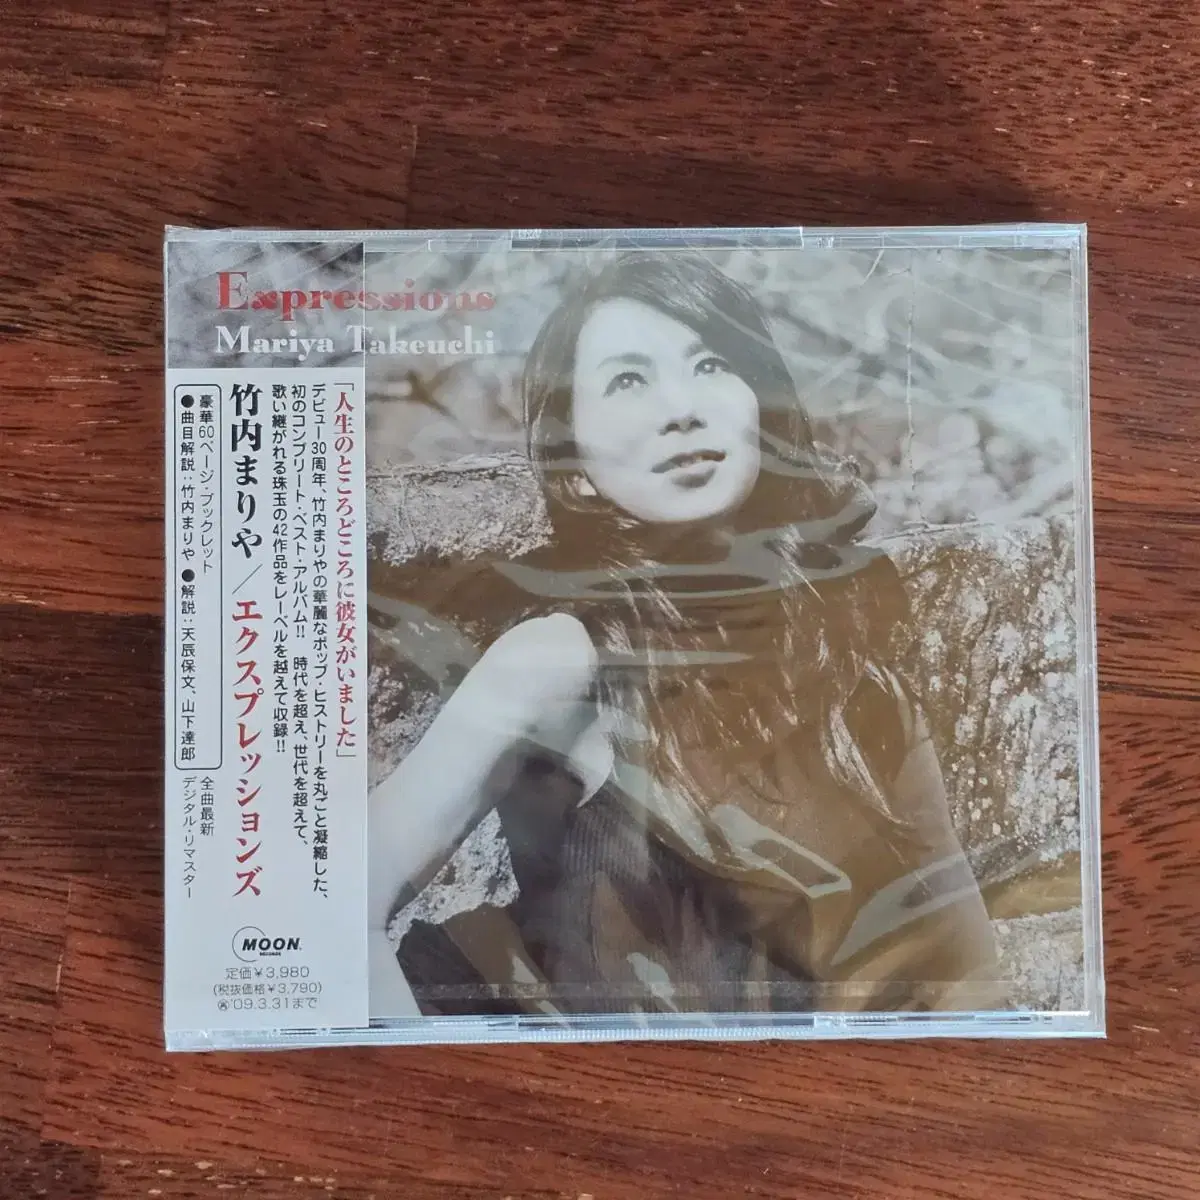 Expressions
Mariya Takeuchi
「人生のところどころに彼女がいました」
デビュー30周年、竹内まりやの華麗なポップ・ヒストリーを丸ごと凝縮した、
初のコンプリート・ベスト・アルバム!! 時代を超え、世代を超えて、
歌い継がれる珠玉の42作品をレーベルを越えて収録!!
竹内まりや／エクスプレッションズ
豪華60ページ・ブックレット
●曲目解説：竹内まりや ●解説：天辰保文、山下達郎
全曲最新
デジタル・リマスター
MOON
RECORDS
定価¥3,980
(税抜価格¥3,790)
再'09.3.31まで